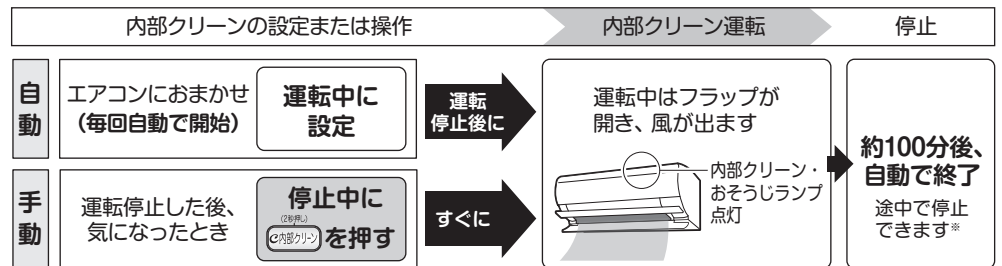 内部クリーンの設定または操作
内部クリーン運転
停止
自動
エアコンにおまかせ
(毎回自動で開始)
運転中に
設定
運転
停止後に
手動
運転停止した後、
気になったとき
停止中に
(2秒押し)
e内部クリーン を押す
すぐに
運転中はフラップが
開き、風が出ます
内部クリーン・
おそうじランプ
点灯
約100分後、
自動で終了
途中で停止
できます※